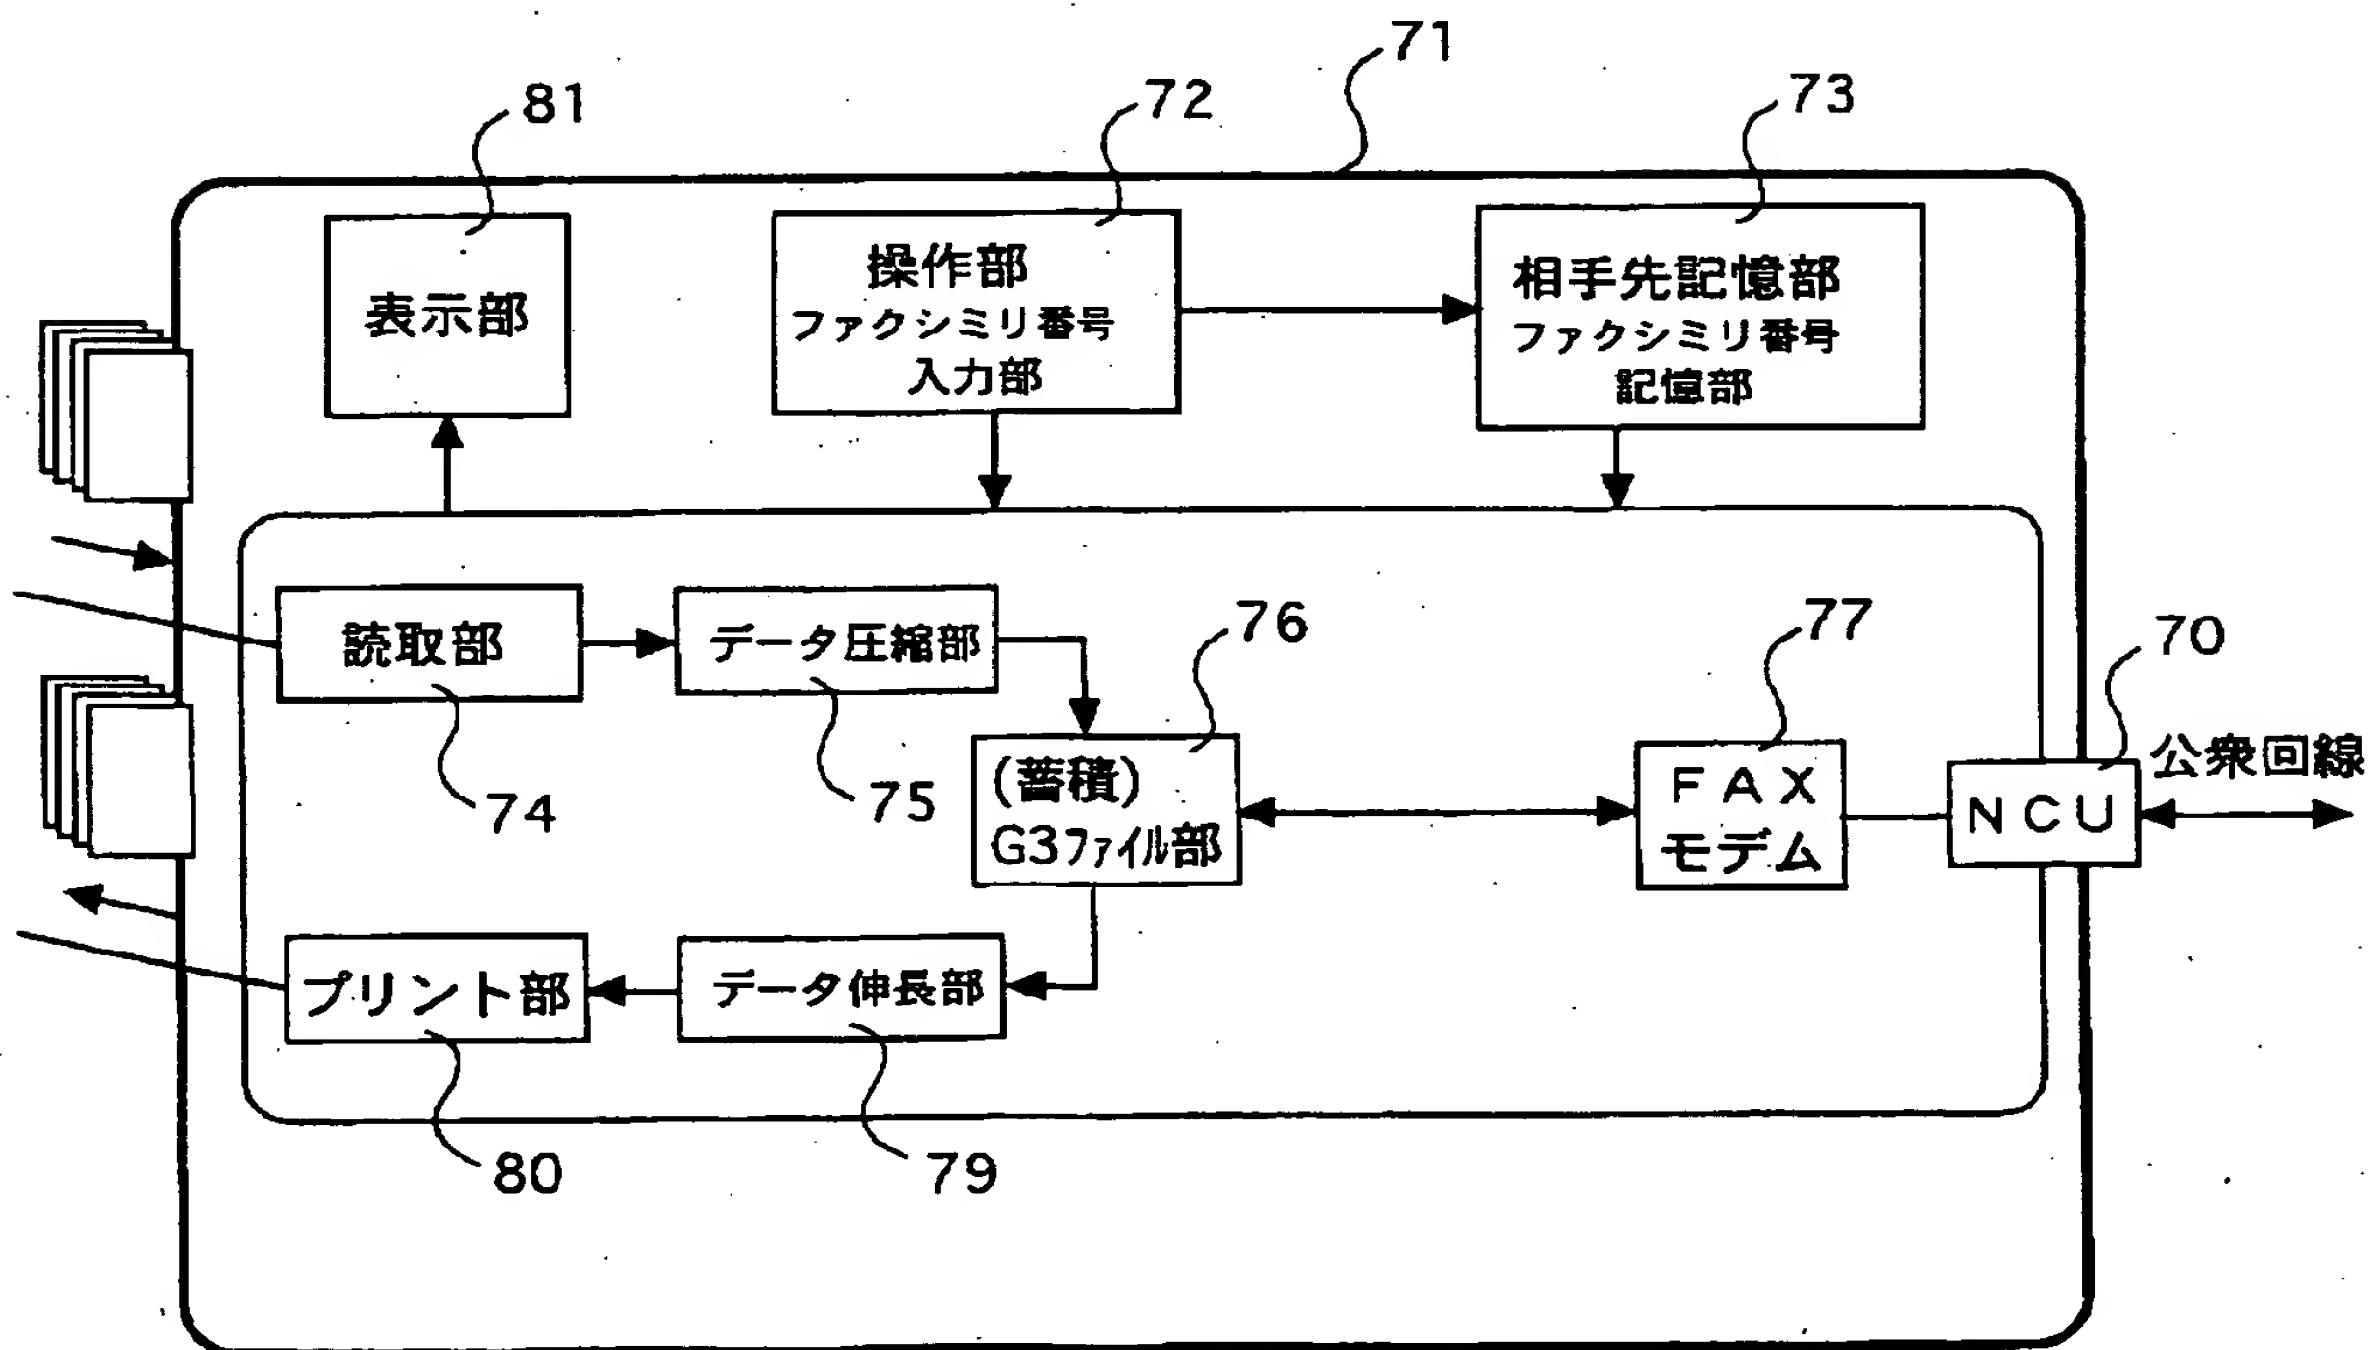 71
81
72
73
表示部
操作部
ファクシミリ番号
入力部
相手先記憶部
ファクシミリ番号
記憶部
読取部
データ圧縮部
76
77
70
74
75
(蓄積)
G3ファイル部
FAX
モデム
NCU
公衆回線
プリント部
データ伸長部
80
79